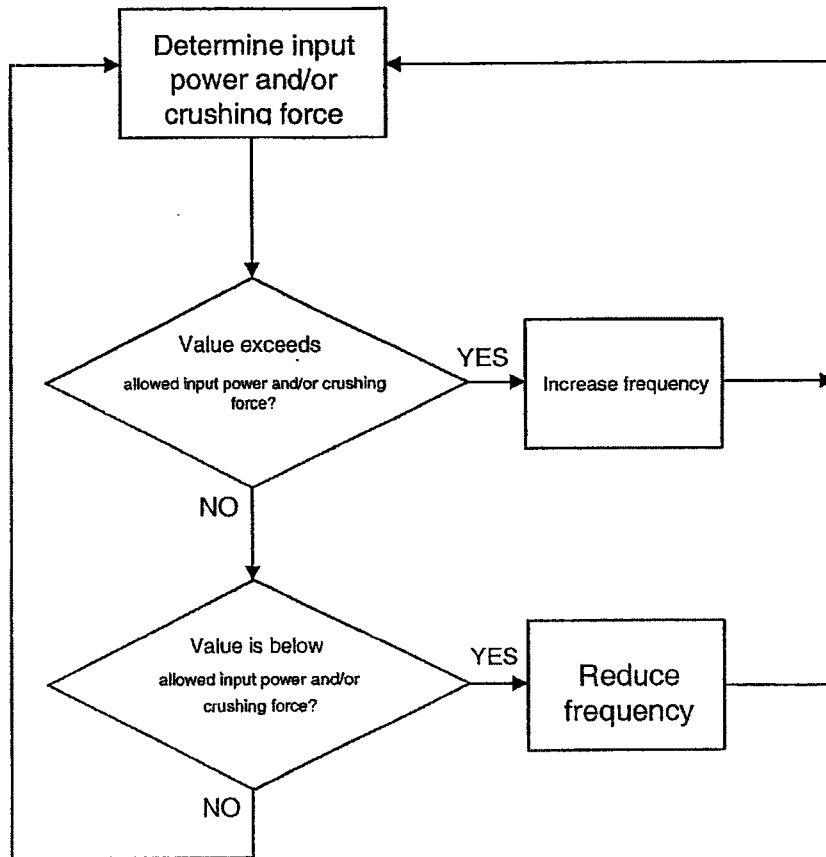 Determine input
power and/or
crushing force
Value exceeds
allowed input power and/or crushing
force?
YES
Increase frequency
NO
Value is below
allowed input power and/or
crushing force?
YES
Reduce
frequency
NO